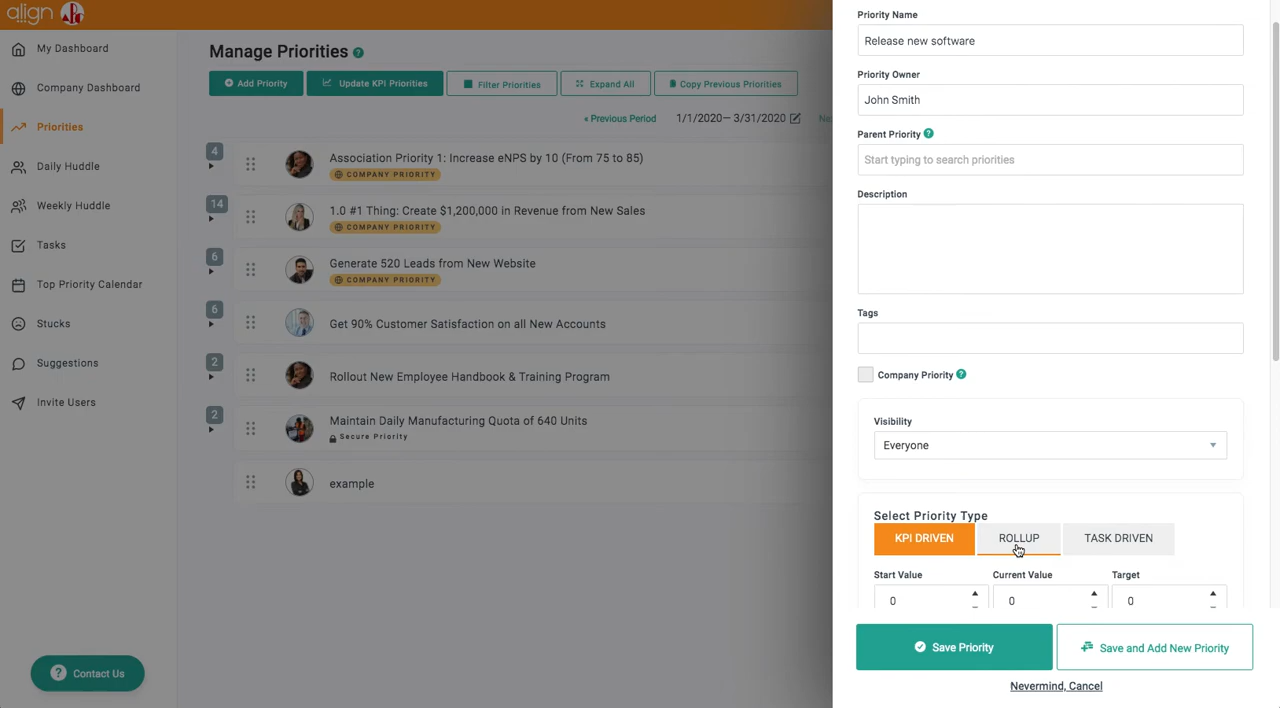 align
My Dashboard
Company Dashboard
Priorities
Daily Huddle
Weekly Huddle
Tasks
Top Priority Calendar
Stucks
Suggestions
Invite Users
? Contact Us
Manage Priorities ?
Add Priority
Update KPI Priorities
Filter Priorities
Expand All
Copy Previous Priorities
« Previous Period
1/1/2020— 3/31/2020
4
Association Priority 1: Increase eNPS by 10 (From 75 to 85)
COMPANY PRIORITY
14
1.0 #1 Thing: Create $1,200,000 in Revenue from New Sales
COMPANY PRIORITY
6
Generate 520 Leads from New Website
COMPANY PRIORITY
6
Get 90% Customer Satisfaction on all New Accounts
2
Rollout New Employee Handbook & Training Program
2
Maintain Daily Manufacturing Quota of 640 Units
Secure Priority
example
Priority Name
Release new software
Priority Owner
John Smith
Parent Priority ?
Start typing to search priorities
Description
Tags
Company Priority ?
Visibility
Everyone
Select Priority Type
KPI DRIVEN
ROLLUP
TASK DRIVEN
Start Value
Current Value
Target
0
0
0
Save Priority
Save and Add New Priority
Nevermind, Cancel